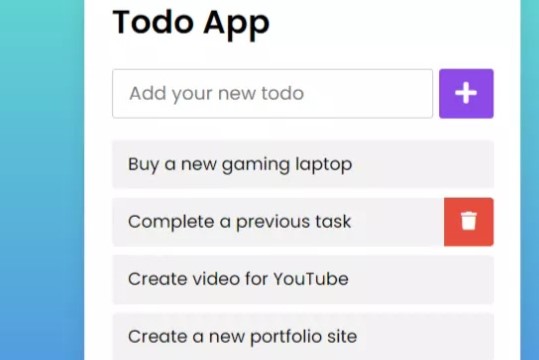 Todo App
Add your new todo
Buy a new gaming laptop
Complete a previous task
Create video for YouTube
Create a new portfolio site